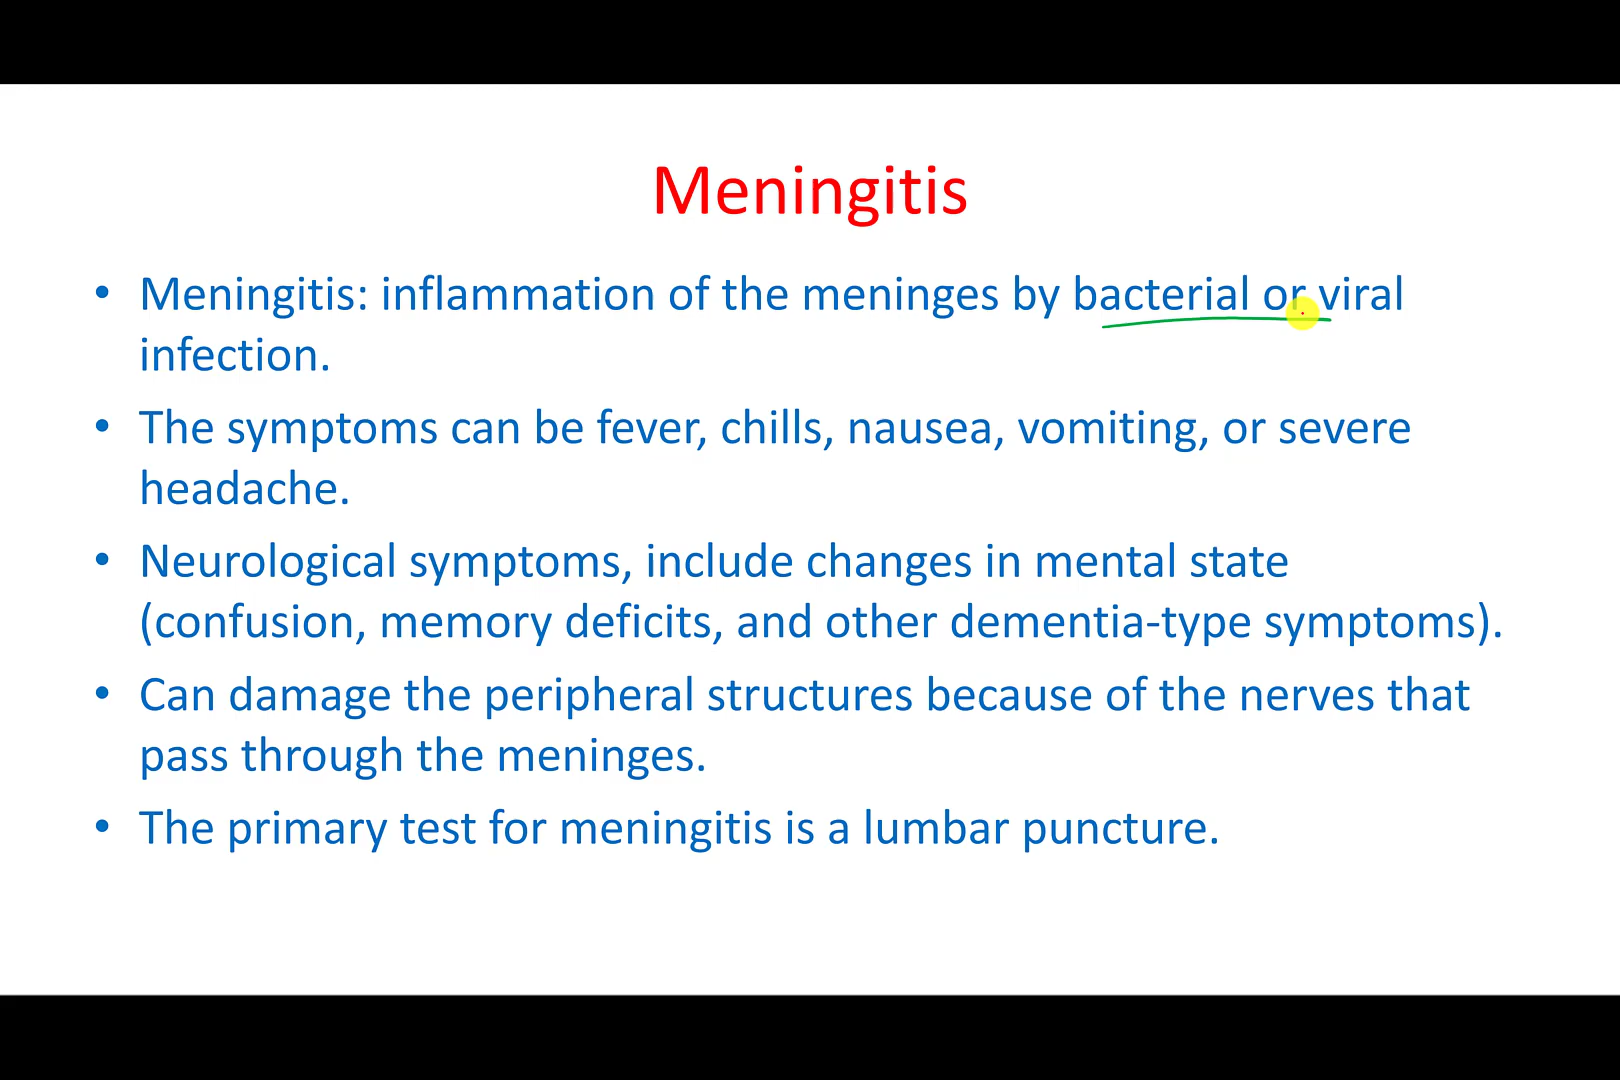 Meningitis
• Meningitis: inflammation of the meninges by bacterial or viral
infection.
• The symptoms can be fever, chills, nausea, vomiting, or severe
headache.
• Neurological symptoms, include changes in mental state
(confusion, memory deficits, and other dementia-type symptoms).
• Can damage the peripheral structures because of the nerves that
pass through the meninges.
• The primary test for meningitis is a lumbar puncture.